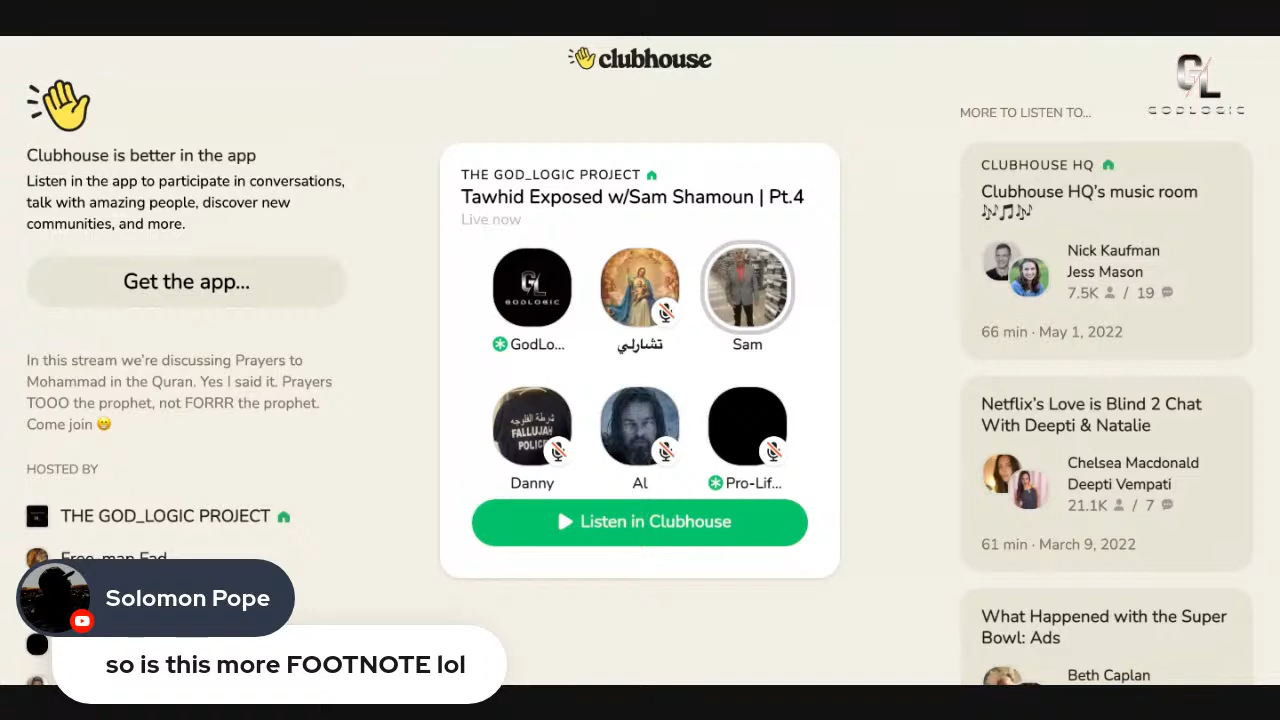 clubhouse
GL
GODLOGIC
Clubhouse is better in the app
Listen in the app to participate in conversations,
talk with amazing people, discover new
communities, and more.
Get the app...
In this stream we're discussing Prayers to
Mohammad in the Quran. Yes I said it. Prayers
TOOO the prophet, not FORRR the prophet.
Come join 😁
HOSTED BY
THE GOD_LOGIC PROJECT
Solomon Pope
so is this more FOOTNOTE lol
THE GOD_LOGIC PROJECT
Tawhid Exposed w/Sam Shamoun | Pt.4
Live now
GL
GODLOGIC
GodLo...
تشارلي
Sam
شرطة الفلوجه
FALLUJAH
POLICE
Danny
Al
Pro-Lif...
Listen in Clubhouse
MORE TO LISTEN TO...
CLUBHOUSE HQ
Clubhouse HQ's music room
🎶🎵🎶
Nick Kaufman
Jess Mason
7.5K / 19
66 min · May 1, 2022
Netflix's Love is Blind 2 Chat
With Deepti & Natalie
Chelsea Macdonald
Deepti Vempati
21.1K / 7
61 min · March 9, 2022
What Happened with the Super
Bowl: Ads
Beth Caplan